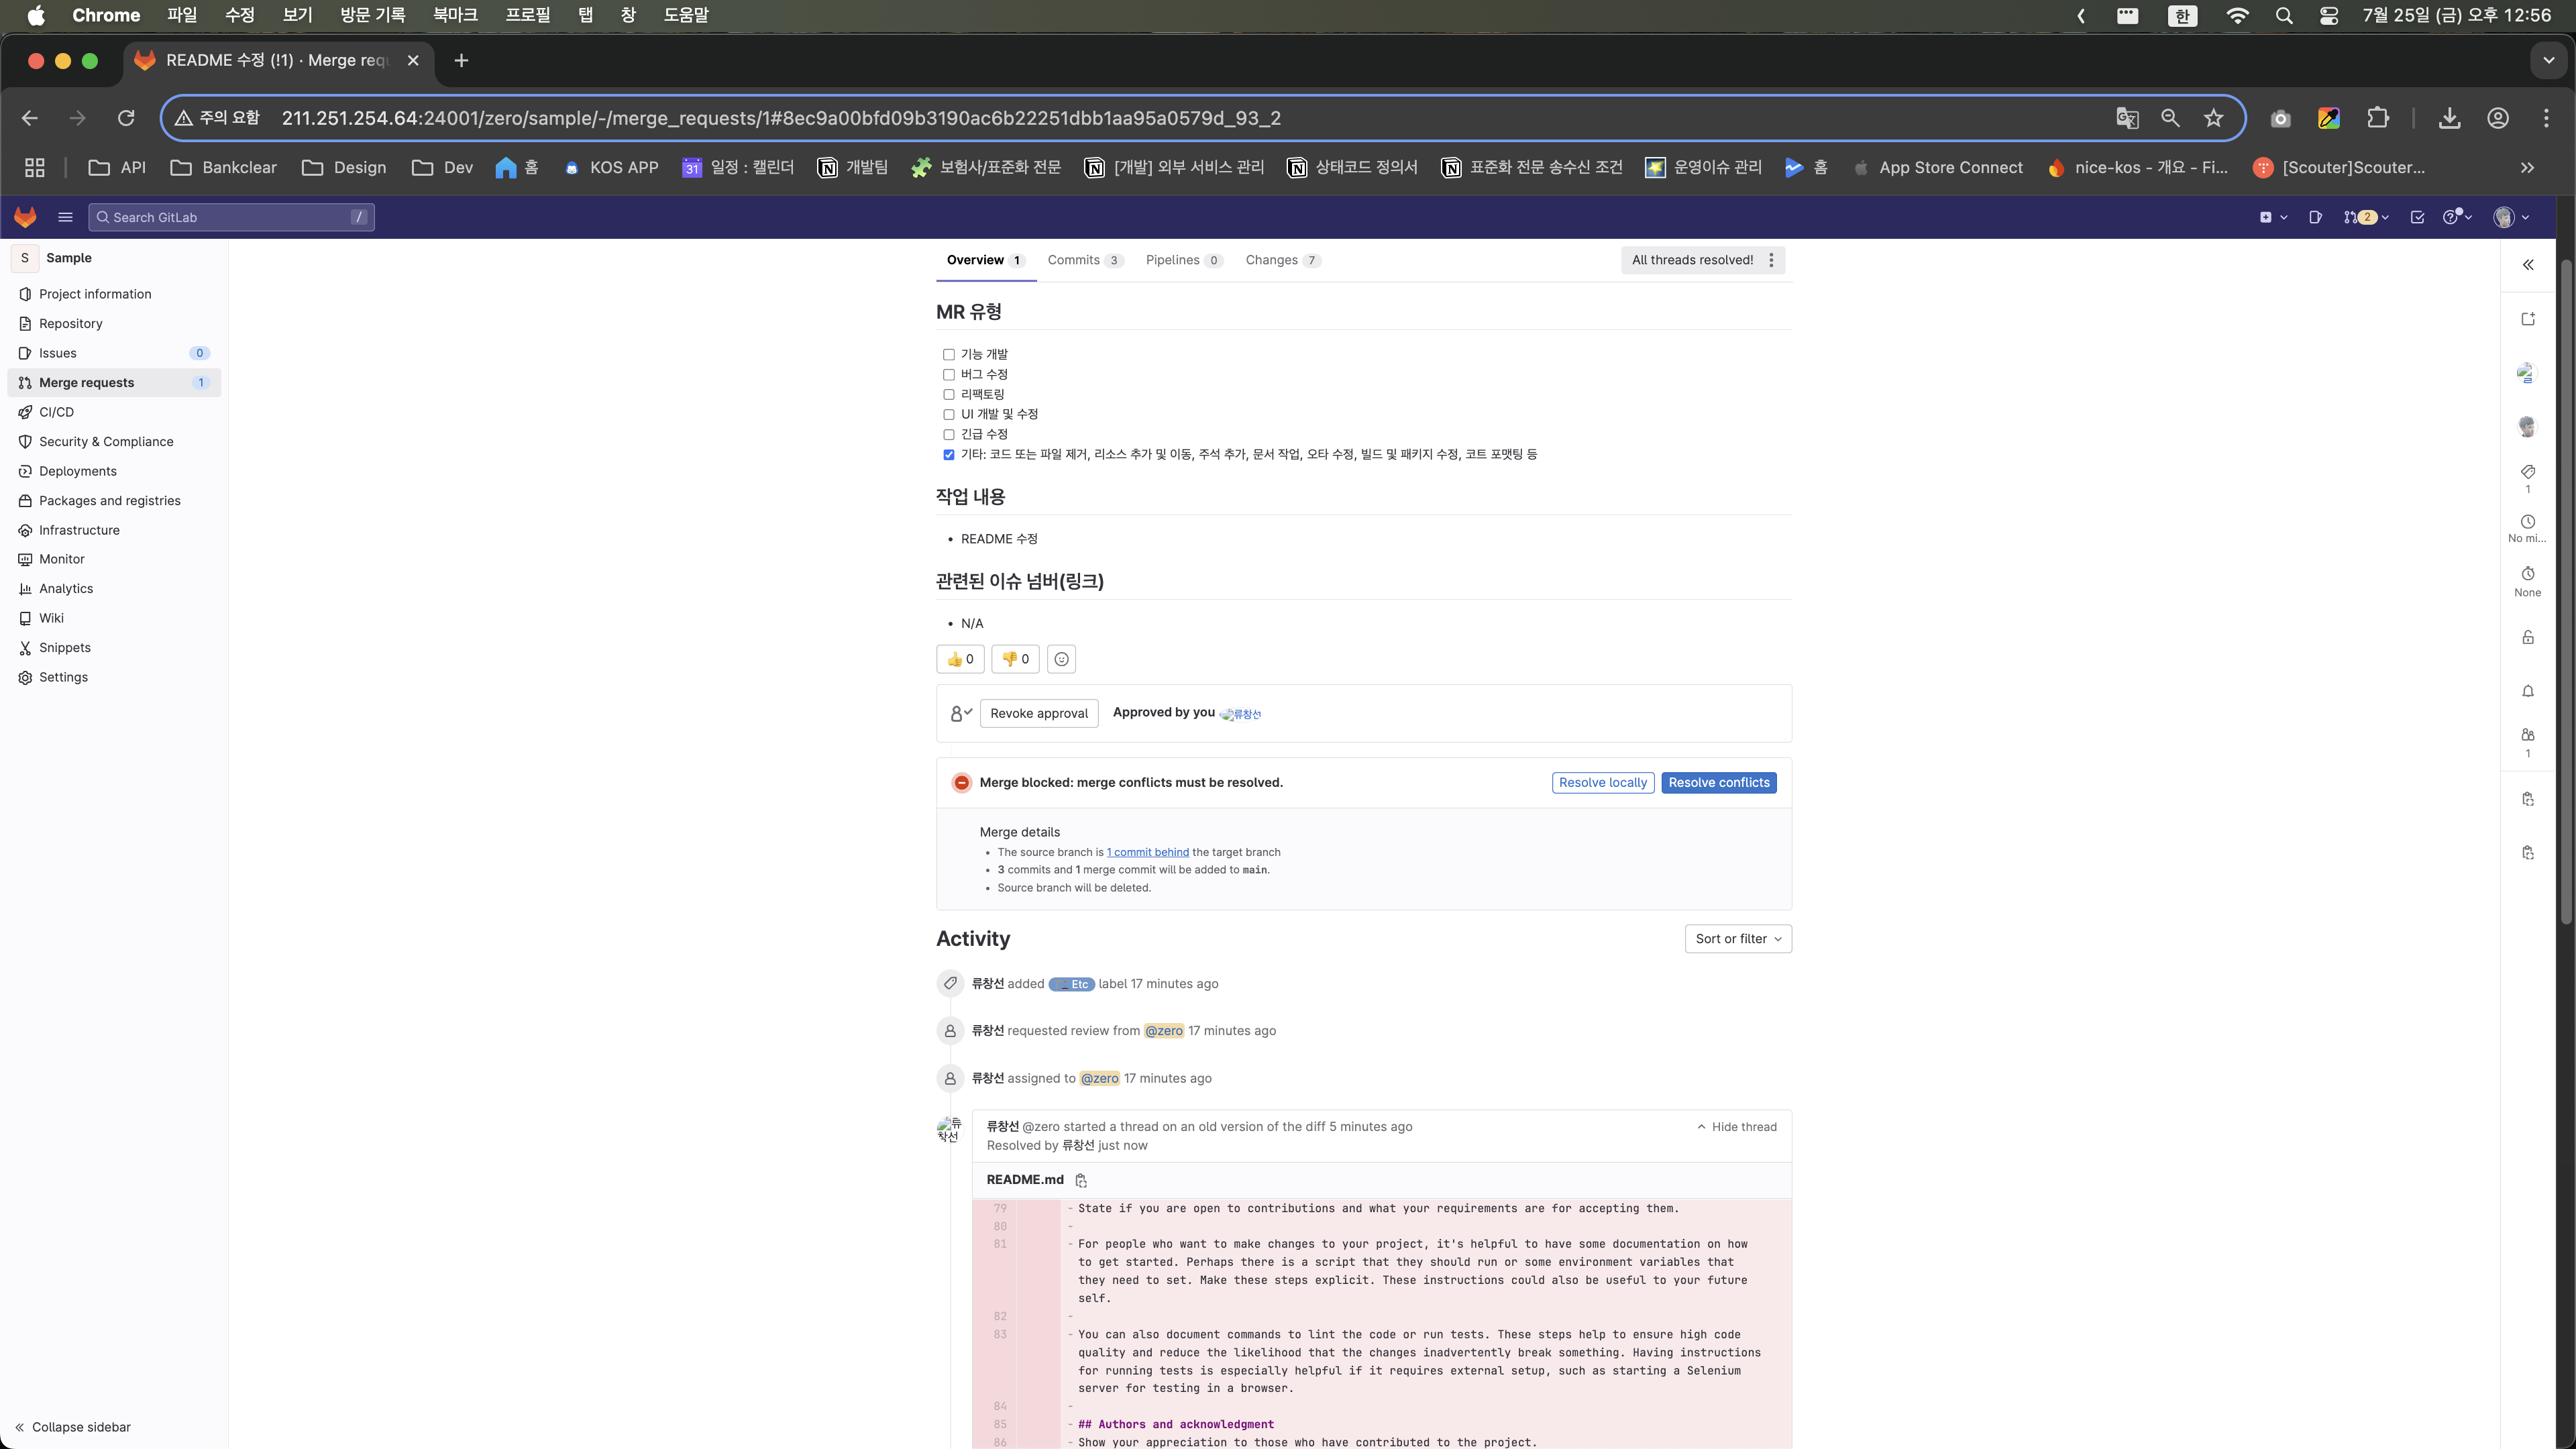 Chrome 파일 수정 보기 방문 기록 북마크 프로필 탭 창 도움말 한 7월 25일 (금) 오후 12:56
README 수정 (!1) · Merge requ
주의 요함 211.251.254.64:24001/zero/sample/-/merge_requests/1#8ec9a00bfd09b3190ac6b22251dbb1aa95a0579d_93_2
API Bankclear Design Dev 홈 KOS APP 31 일정 : 캘린더 개발팀 보험사/표준화 전문 [개발] 외부 서비스 관리 상태코드 정의서 표준화 전문 송수신 조건 운영이슈 관리 홈 App Store Connect nice-kos - 개요 - Fi... [Scouter]Scouter...
Search GitLab / 2
S Sample
Project information
Repository
Issues 0
Merge requests 1
CI/CD
Security & Compliance
Deployments
Packages and registries
Infrastructure
Monitor
Analytics
Wiki
Snippets
Settings
Collapse sidebar
Overview 1 Commits 3 Pipelines 0 Changes 7 All threads resolved!
MR 유형
기능 개발
버그 수정
리팩토링
UI 개발 및 수정
긴급 수정
기타: 코드 또는 파일 제거, 리소스 추가 및 이동, 주석 추가, 문서 작업, 오타 수정, 빌드 및 패키지 수정, 코트 포맷팅 등
작업 내용
• README 수정
관련된 이슈 넘버(링크)
• N/A
👍 0 👎 0
Revoke approval Approved by you 류창선
Merge blocked: merge conflicts must be resolved. Resolve locally Resolve conflicts
Merge details
• The source branch is 1 commit behind the target branch
• 3 commits and 1 merge commit will be added to main.
• Source branch will be deleted.
Activity Sort or filter
류창선 added Etc label 17 minutes ago
류창선 requested review from @zero 17 minutes ago
류창선 assigned to @zero 17 minutes ago
류창선 류창선 @zero started a thread on an old version of the diff 5 minutes ago Hide thread
Resolved by 류창선 just now
README.md
79 - State if you are open to contributions and what your requirements are for accepting them.
80 -
81 - For people who want to make changes to your project, it's helpful to have some documentation on how
to get started. Perhaps there is a script that they should run or some environment variables that
they need to set. Make these steps explicit. These instructions could also be useful to your future
self.
82 -
83 - You can also document commands to lint the code or run tests. These steps help to ensure high code
quality and reduce the likelihood that the changes inadvertently break something. Having instructions
for running tests is especially helpful if it requires external setup, such as starting a Selenium
server for testing in a browser.
84 -
85 - ## Authors and acknowledgment
86 - Show your appreciation to those who have contributed to the project.
1
No mi...
None
1